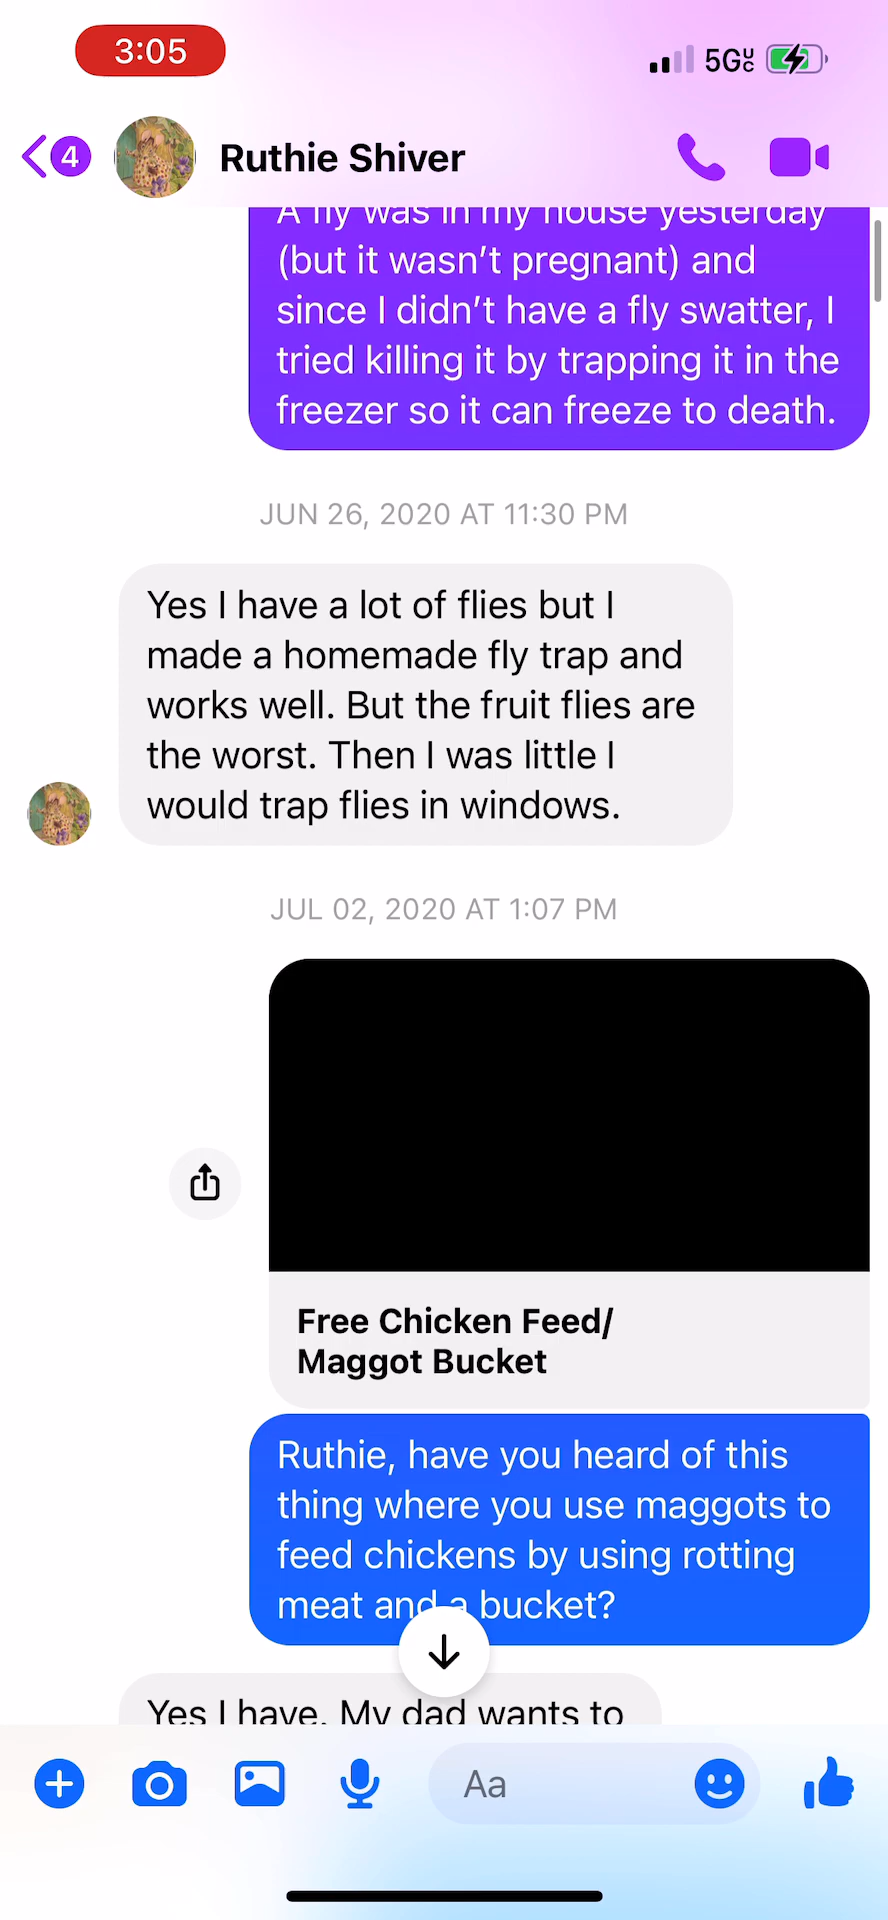 3:05
5GUC
4
Ruthie Shiver
A fly was in my house yesterday
(but it wasn't pregnant) and
since I didn't have a fly swatter, I
tried killing it by trapping it in the
freezer so it can freeze to death.
JUN 26, 2020 AT 11:30 PM
Yes I have a lot of flies but I
made a homemade fly trap and
works well. But the fruit flies are
the worst. Then I was little I
would trap flies in windows.
JUL 02, 2020 AT 1:07 PM
Free Chicken Feed/
Maggot Bucket
Ruthie, have you heard of this
thing where you use maggots to
feed chickens by using rotting
meat and a bucket?
Yes I have. My dad wants to
Aa